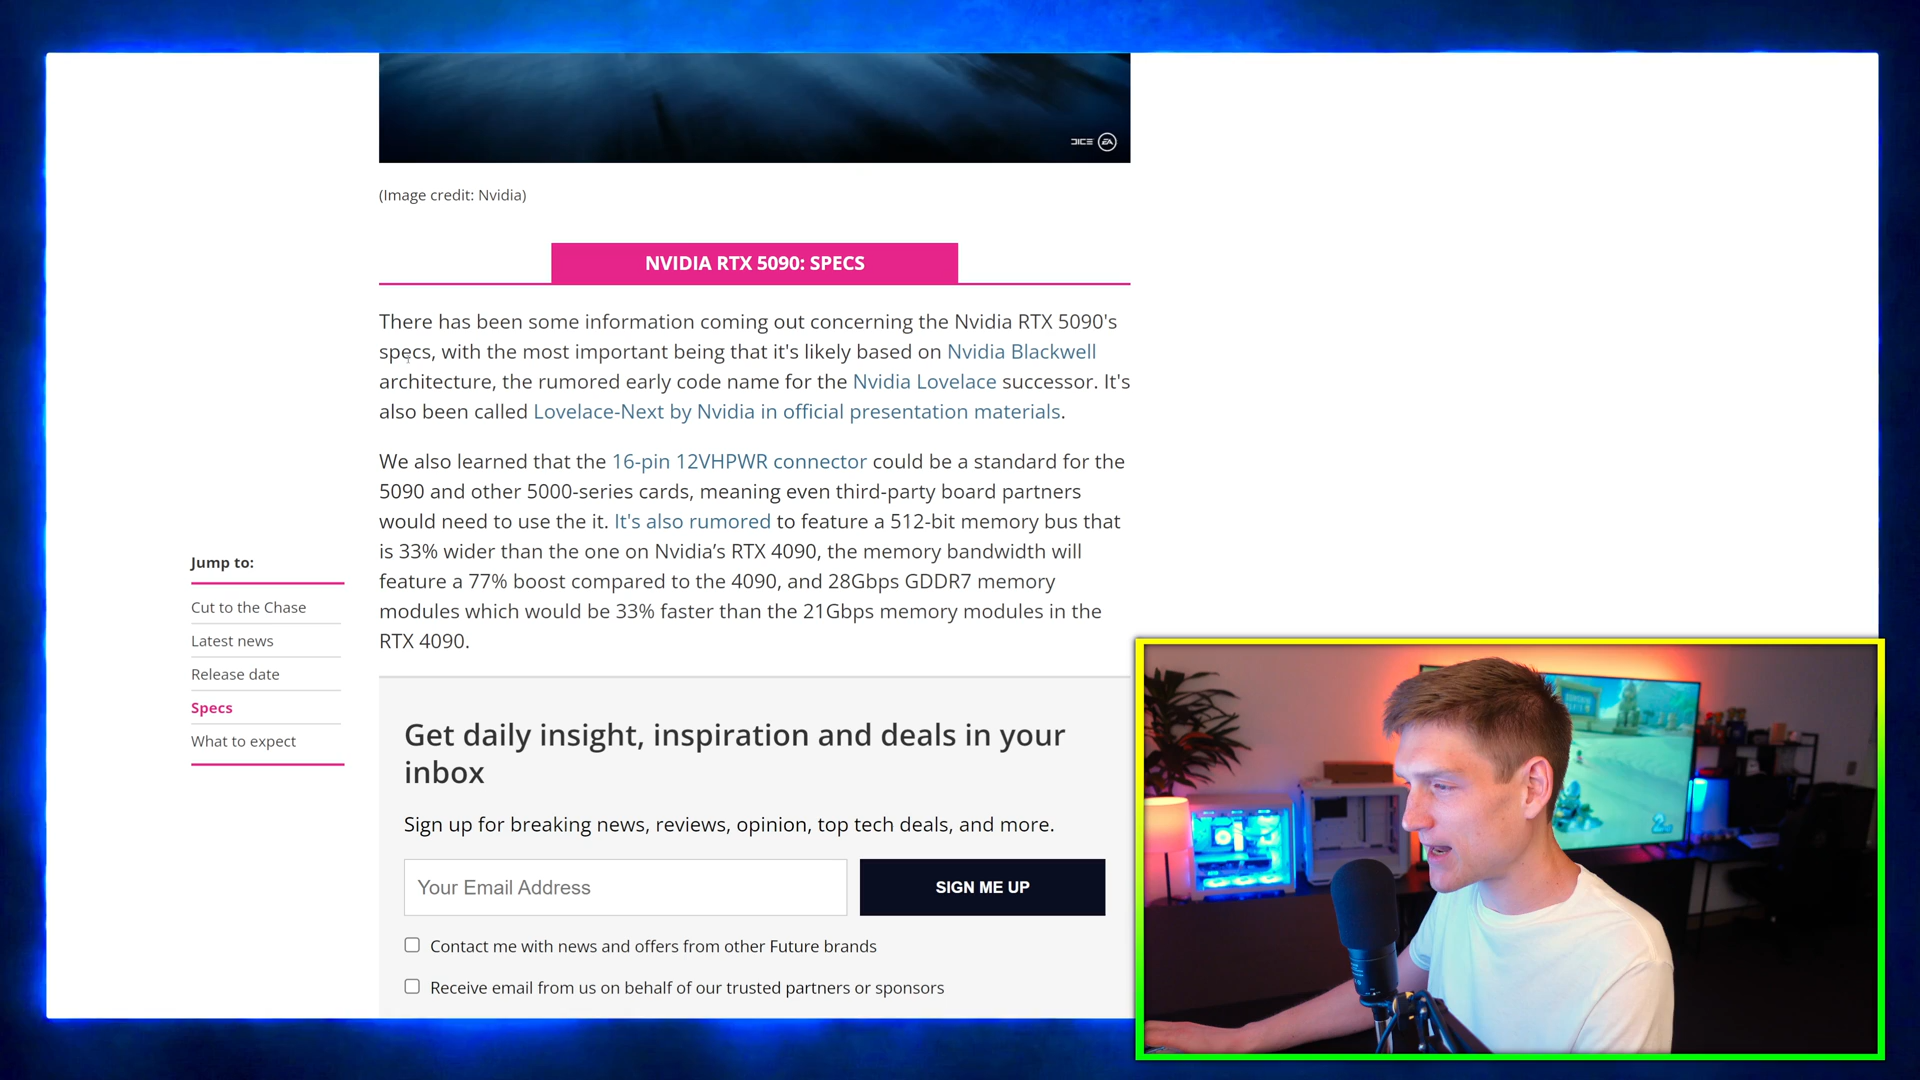 DICE EA
(Image credit: Nvidia)
NVIDIA RTX 5090: SPECS
There has been some information coming out concerning the Nvidia RTX 5090's
specs, with the most important being that it's likely based on Nvidia Blackwell
architecture, the rumored early code name for the Nvidia Lovelace successor. It's
also been called Lovelace-Next by Nvidia in official presentation materials.
We also learned that the 16-pin 12VHPWR connector could be a standard for the
5090 and other 5000-series cards, meaning even third-party board partners
would need to use the it. It's also rumored to feature a 512-bit memory bus that
is 33% wider than the one on Nvidia’s RTX 4090, the memory bandwidth will
feature a 77% boost compared to the 4090, and 28Gbps GDDR7 memory
modules which would be 33% faster than the 21Gbps memory modules in the
RTX 4090.
Jump to:
Cut to the Chase
Latest news
Release date
Specs
What to expect
Get daily insight, inspiration and deals in your
inbox
Sign up for breaking news, reviews, opinion, top tech deals, and more.
Your Email Address
SIGN ME UP
Contact me with news and offers from other Future brands
Receive email from us on behalf of our trusted partners or sponsors